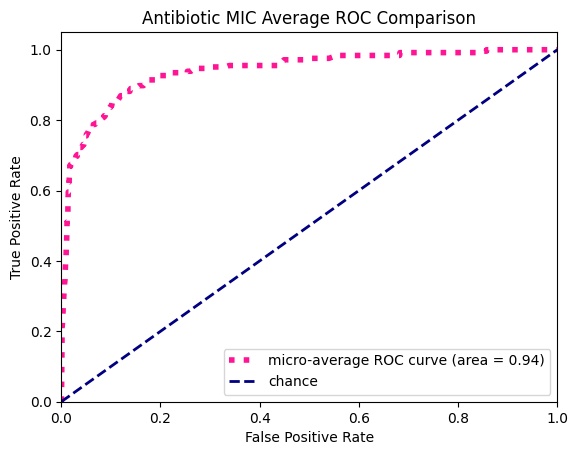 Antibiotic MIC Average ROC Comparison
1.0
0.8
0.6
0.4
0.2
0.0
True Positive Rate
micro-average ROC curve (area = 0.94)
chance
0.0 0.2 0.4 0.6 0.8 1.0
False Positive Rate